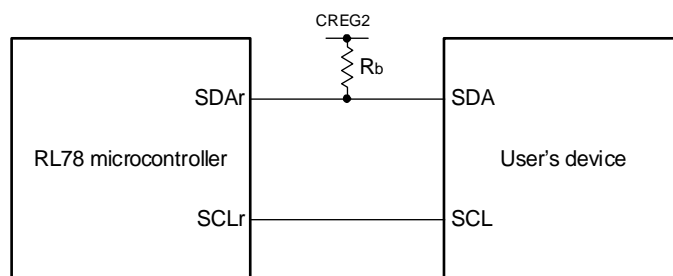 CREG2
Rb
SDAr
SDA
RL78 microcontroller
User's device
SCLr
SCL